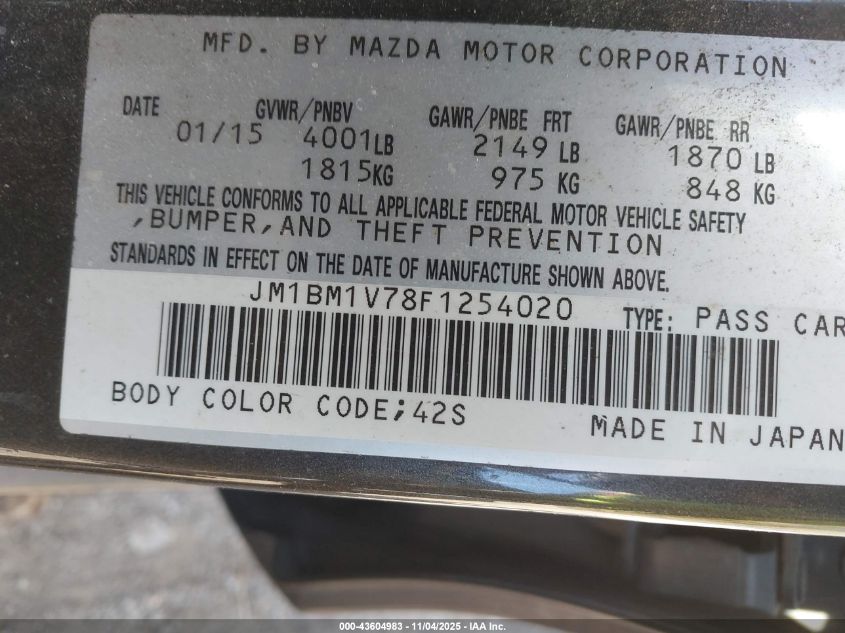 MFD. BY MAZDA MOTOR CORPORATION
DATE GVWR/PNBV GAWR/PNBE FRT GAWR/PNBE RR
01/15 4001LB 2149 LB 1870 LB
1815KG 975 KG 848 KG
THIS VEHICLE CONFORMS TO ALL APPLICABLE FEDERAL MOTOR VEHICLE SAFETY
,BUMPER,AND THEFT PREVENTION
STANDARDS IN EFFECT ON THE DATE OF MANUFACTURE SHOWN ABOVE.
JM1BM1V78F1254020 TYPE: PASS CAR
BODY COLOR CODE;42S MADE IN JAPAN
000-43604983 - 11/04/2025 - IAA Inc.